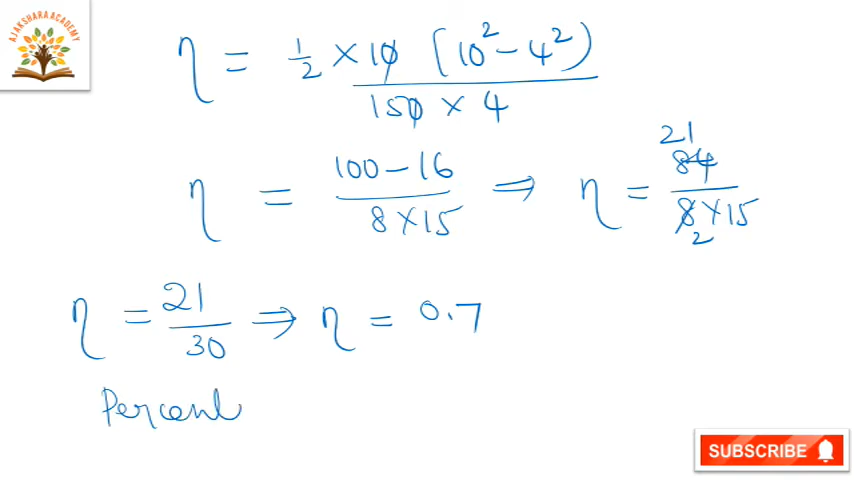 AJAKSHARA ACADEMY
η = 1/2 × 10 (10² − 4²) / 150 × 4
η = 100 − 16 / 8 × 15 ⇒ η = 21 84 / 8 × 15 2
η = 21 / 30 ⇒ η = 0.7
Percent
SUBSCRIBE